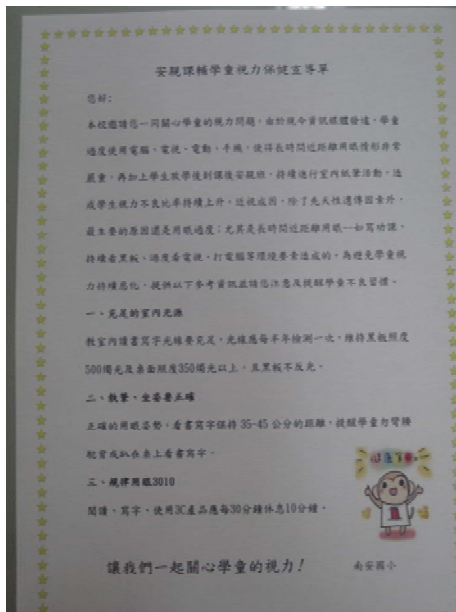 安親課輔學童視力保健宣導單
您好：
本校邀請您一同關心學童的視力問題，由於現今資訊媒體發達，學童
過度使用電腦、電視、電動、手機，使得長時間近距離用眼情形非常
嚴重，再加上學生放學後到課後安親班，持續進行室內紙筆活動，造
成學生視力不良比率持續上升。近視成因，除了先天性遺傳因素外，
最主要的原因還是用眼過度；尤其是長時間近距離用眼--如寫功課、
持續看黑板、過度看電視、打電腦等環境要素造成的。為避免學童視
力持續惡化，提供以下參考資訊並請您注意及提醒學童不良習慣。
一、充足的室內光源
教室內讀書寫字光線要充足，光線應每半年檢測一次，維持黑板照度
500燭光及桌面照度350燭光以上，且黑板不反光。
二、執筆、坐姿要正確
正確的用眼姿勢，看書寫字保持 35-45 公分的距離，提醒學童勿彎腰
駝背或趴在桌上看書寫字。
三、規律用眼3010
閱讀、寫字、使用3C產品應每30分鐘休息10分鐘。
讓我們一起關心學童的視力！
南安國小